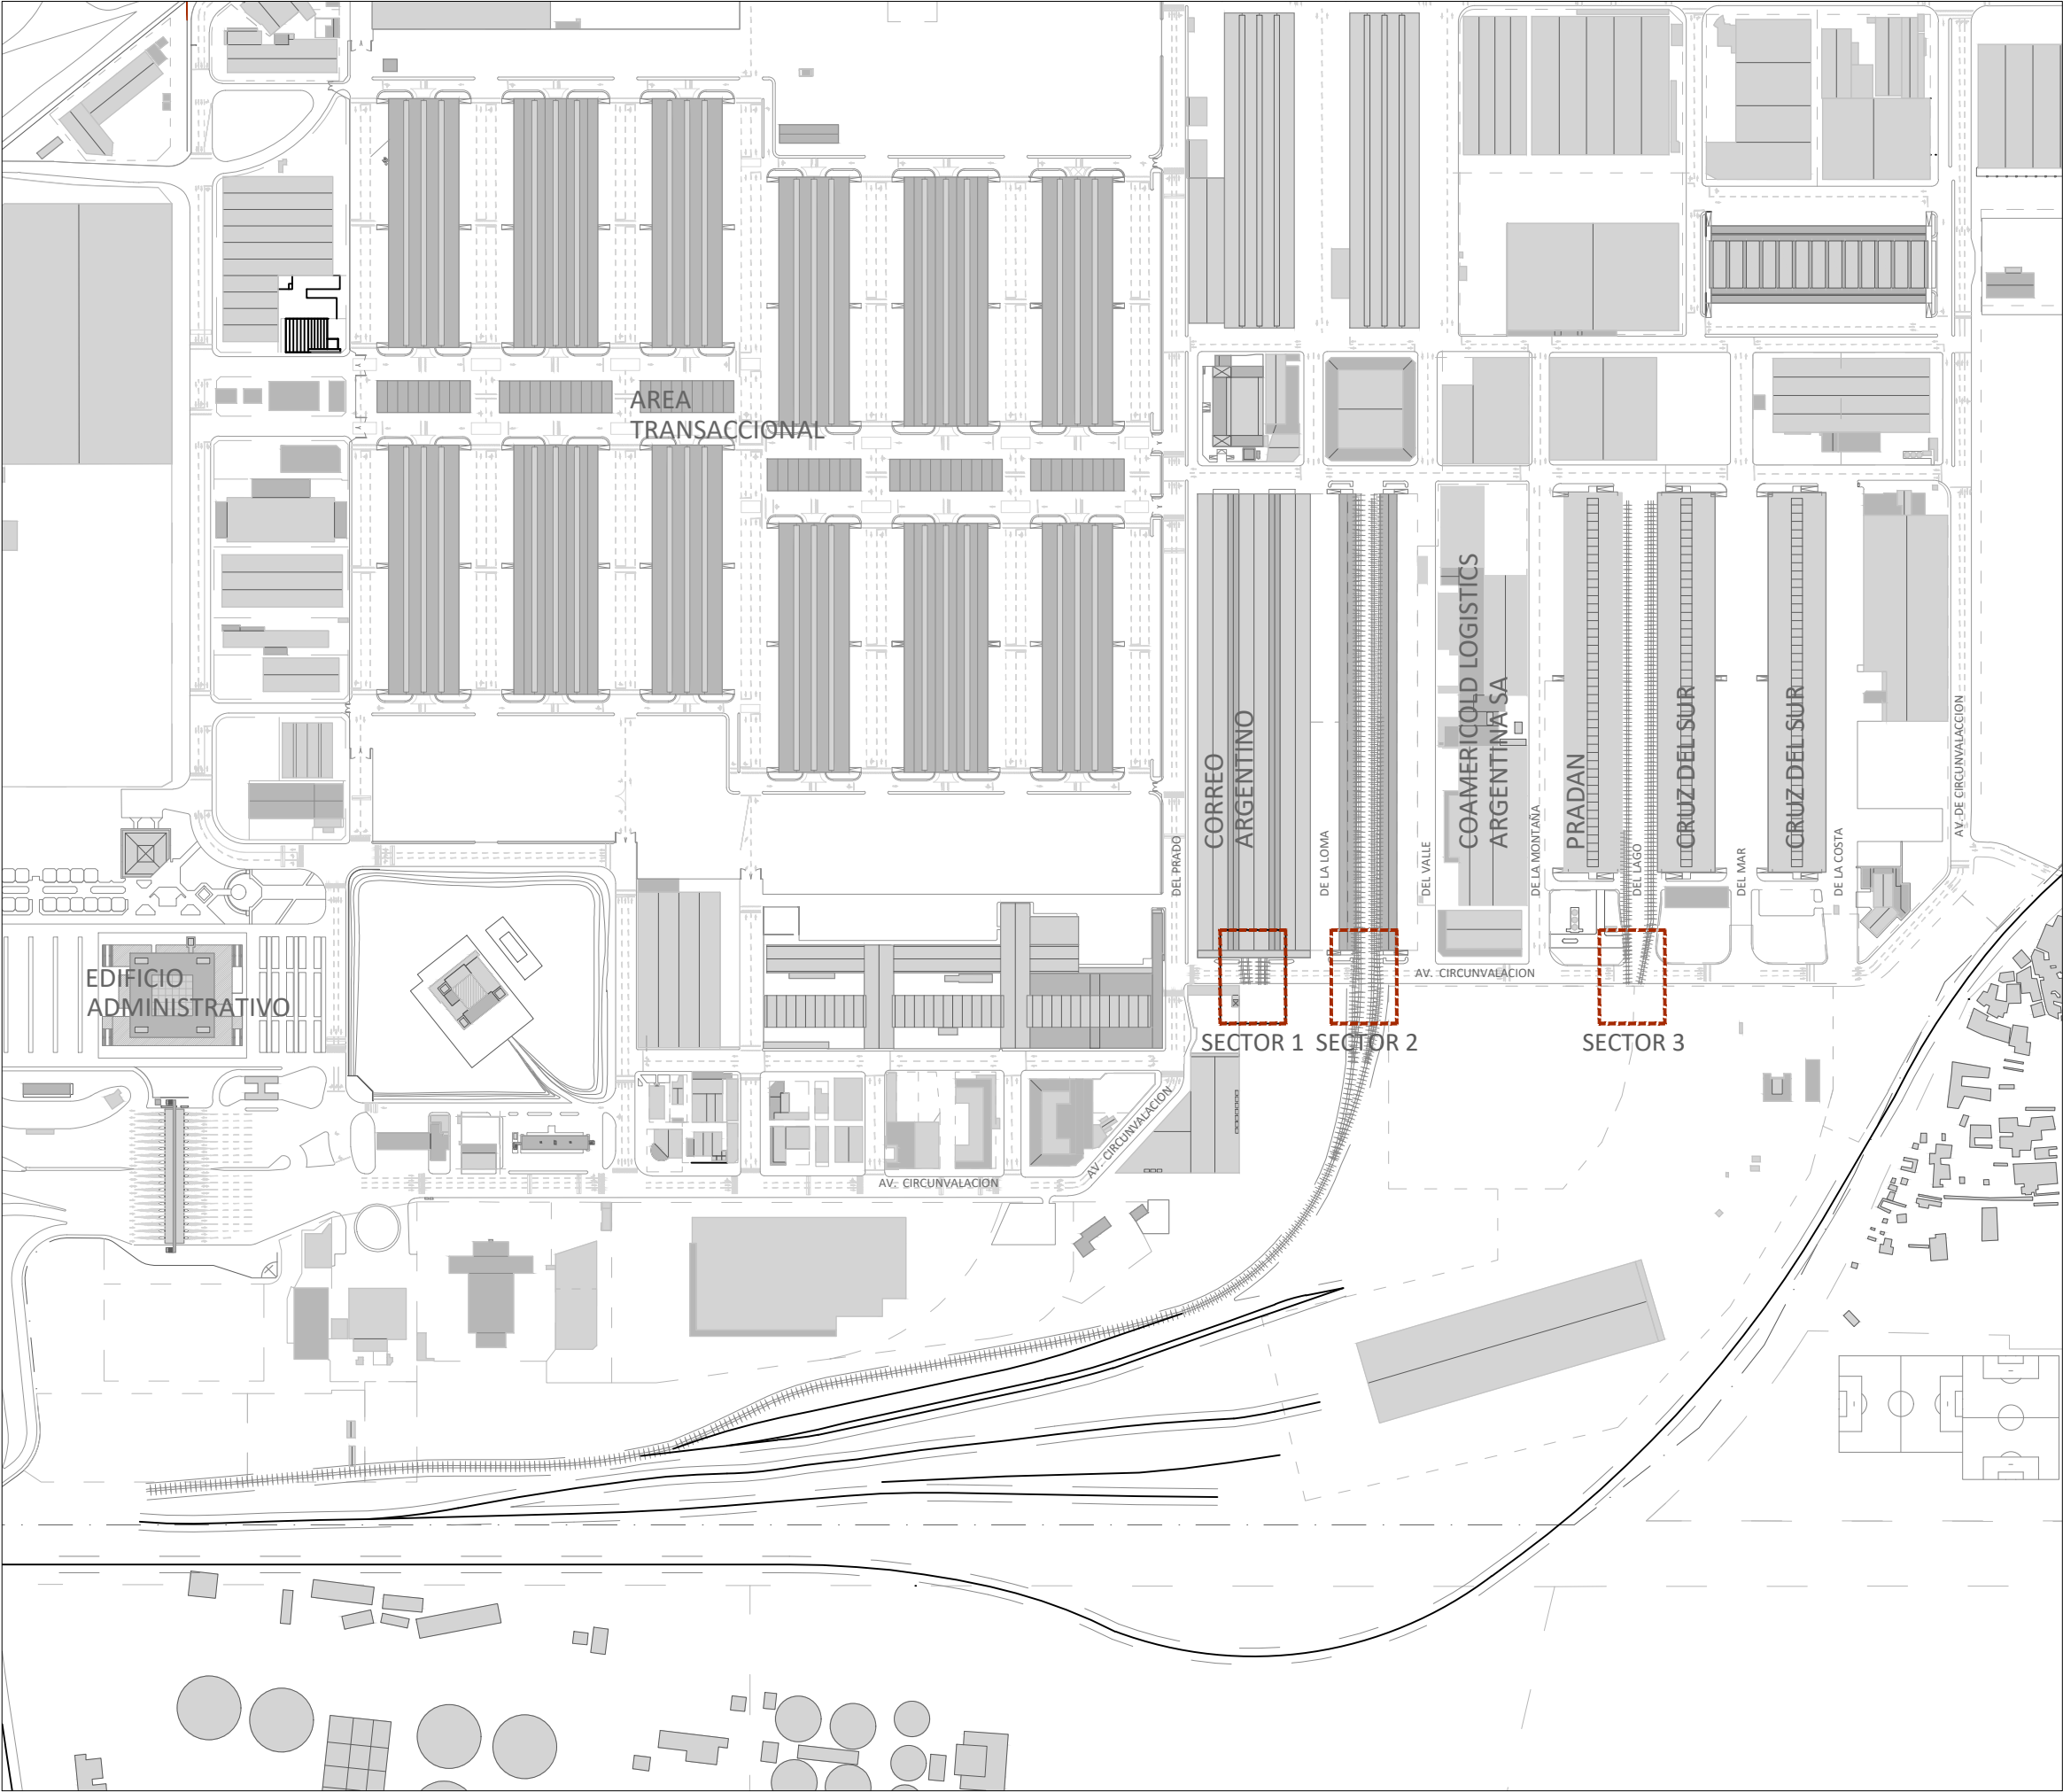 AREA
TRANSACCIONAL
CORREO
ARGENTINO
COAMERICOLD LOGISTICS
ARGENTINA SA
PRADAN
CRUZ DEL SUR
CRUZ DEL SUR
DEL PRADO
DE LA LOMA
DEL VALLE
DE LA MONTAÑA
DEL LAGO
DEL MAR
DE LA COSTA
AV. DE CIRCUNVALACCION
EDIFICIO
ADMINISTRATIVO
AV. CIRCUNVALACION
SECTOR 1
SECTOR 2
SECTOR 3
AV. CIRCUNVALACION
AV. CIRCUNVALACION